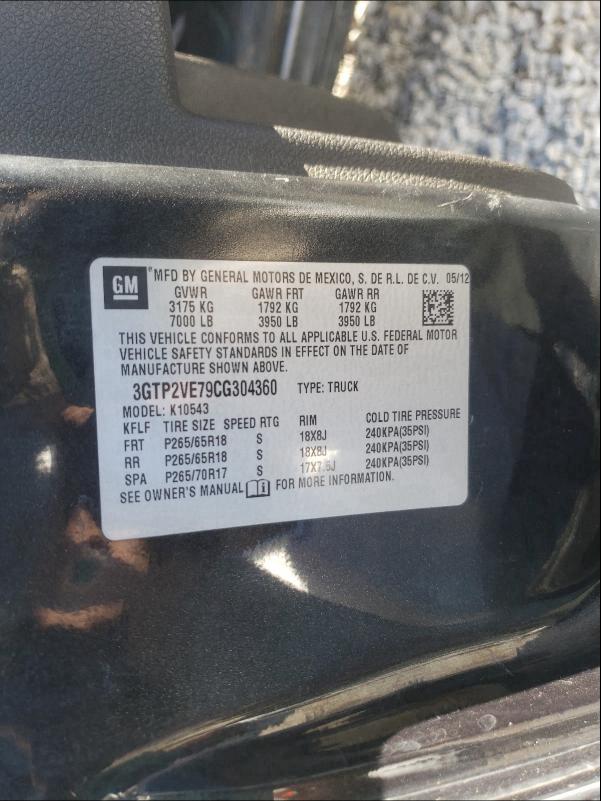 GM ®MFD BY GENERAL MOTORS DE MEXICO, S. DE R.L. DE C.V. 05/12
GVWR GAWR FRT GAWR RR
3175 KG 1792 KG 1792 KG
7000 LB 3950 LB 3950 LB
THIS VEHICLE CONFORMS TO ALL APPLICABLE U.S. FEDERAL MOTOR
VEHICLE SAFETY STANDARDS IN EFFECT ON THE DATE OF
MANUFACTURE SHOWN ABOVE.
3GTP2VE79CG304360 TYPE: TRUCK
MODEL: K10543
KFLF TIRE SIZE SPEED RTG RIM COLD TIRE PRESSURE
FRT P265/65R18 S 18X8J 240KPA(35PSI)
RR P265/65R18 S 18X8J 240KPA(35PSI)
SPA P265/70R17 S 17X7.5J 240KPA(35PSI)
SEE OWNER'S MANUAL i FOR MORE INFORMATION.